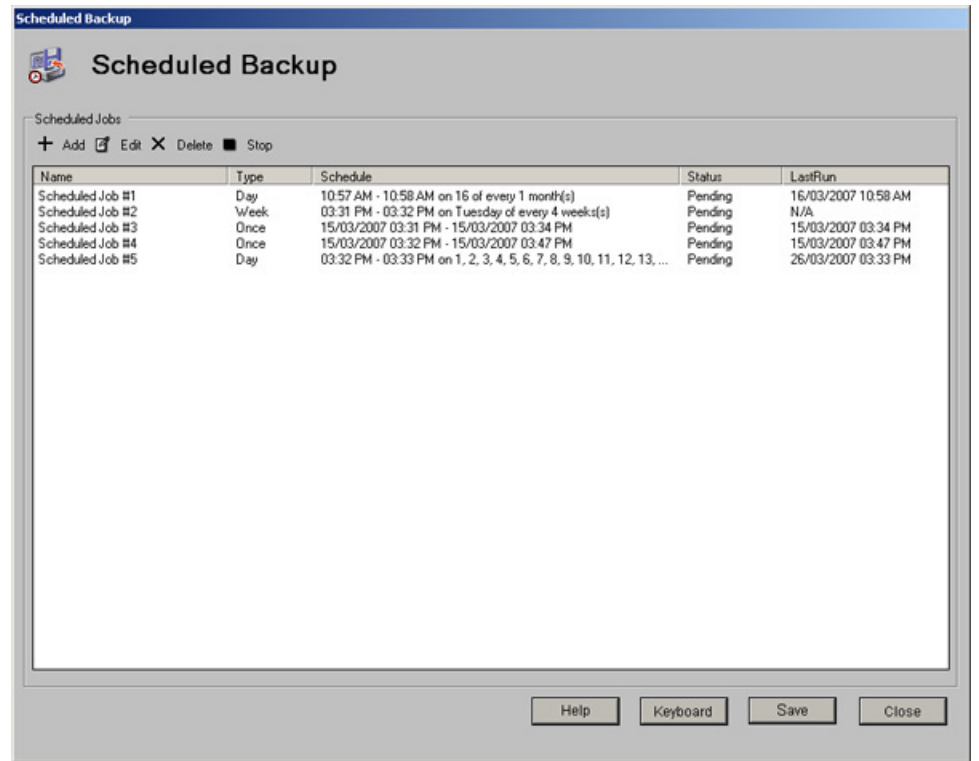 Scheduled Backup
Scheduled Backup
Scheduled Jobs
Add Edit Delete Stop
Name Type Schedule Status LastRun
Scheduled Job #1 Day 10:57 AM - 10:58 AM on 16 of every 1 month(s) Pending 16/03/2007 10:58 AM
Scheduled Job #2 Week 03:31 PM - 03:32 PM on Tuesday of every 4 weeks(s) Pending N/A
Scheduled Job #3 Once 15/03/2007 03:31 PM - 15/03/2007 03:34 PM Pending 15/03/2007 03:34 PM
Scheduled Job #4 Once 15/03/2007 03:32 PM - 15/03/2007 03:47 PM Pending 15/03/2007 03:47 PM
Scheduled Job #5 Day 03:32 PM - 03:33 PM on 1, 2, 3, 4, 5, 6, 7, 8, 9, 10, 11, 12, 13, ... Pending 26/03/2007 03:33 PM
Help Keyboard Save Close